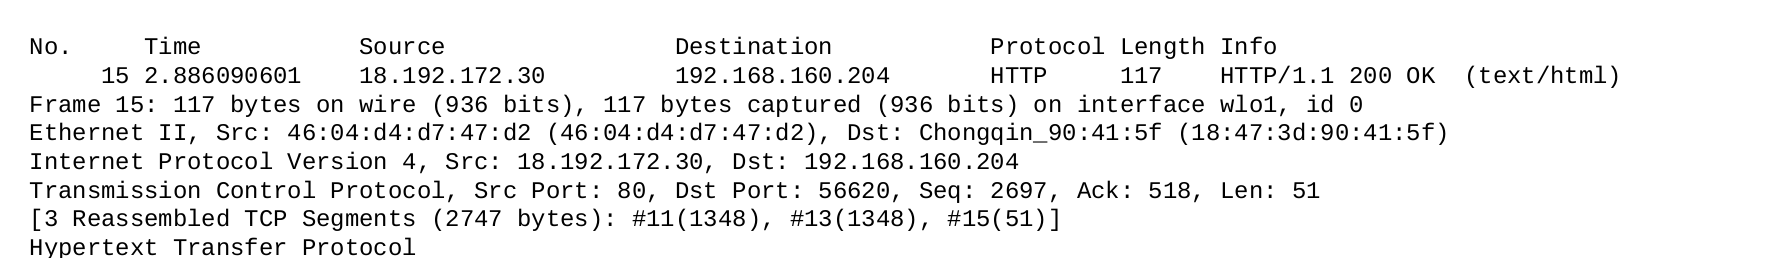 No.     Time           Source                Destination           Protocol Length Info
     15 2.886090601    18.192.172.30         192.168.160.204       HTTP     117    HTTP/1.1 200 OK  (text/html)
Frame 15: 117 bytes on wire (936 bits), 117 bytes captured (936 bits) on interface wlo1, id 0
Ethernet II, Src: 46:04:d4:d7:47:d2 (46:04:d4:d7:47:d2), Dst: Chongqin_90:41:5f (18:47:3d:90:41:5f)
Internet Protocol Version 4, Src: 18.192.172.30, Dst: 192.168.160.204
Transmission Control Protocol, Src Port: 80, Dst Port: 56620, Seq: 2697, Ack: 518, Len: 51
[3 Reassembled TCP Segments (2747 bytes): #11(1348), #13(1348), #15(51)]
Hypertext Transfer Protocol